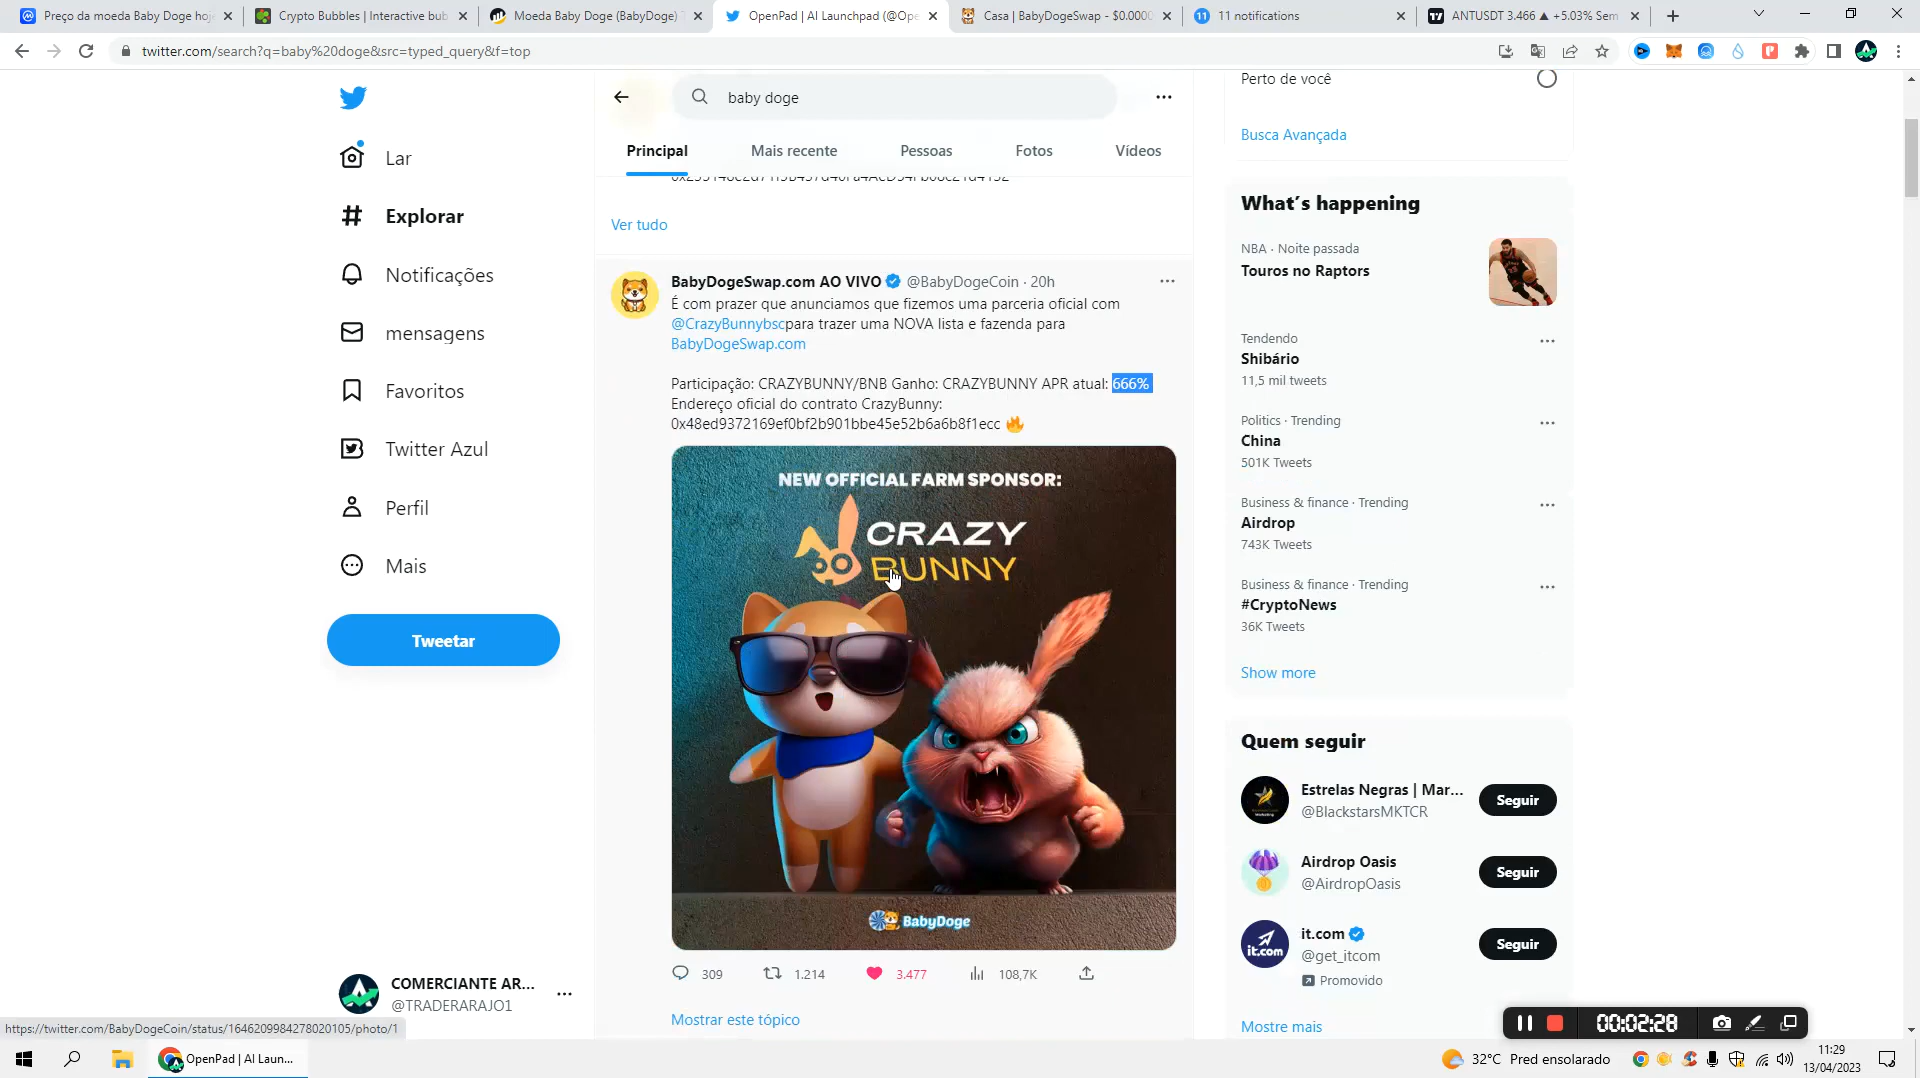 Preço da moeda Baby Doge hoj
Crypto Bubbles | Interactive bub
Moeda Baby Doge (BabyDoge)
OpenPad | AI Launchpad (@Ope
Casa | BabyDogeSwap - $0.0000
11 notifications
ANTUSDT 3.466 ▲ +5.03% Sem
twitter.com/search?q=baby%20doge&src=typed_query&f=top
baby doge
Principal
Mais recente
Pessoas
Fotos
Vídeos
Lar
Explorar
Notificações
mensagens
Favoritos
Twitter Azul
Perfil
Mais
Tweetar
COMERCIANTE AR...
@TRADERARAJO1
Ver tudo
BabyDogeSwap.com AO VIVO @BabyDogeCoin · 20h
É com prazer que anunciamos que fizemos uma parceria oficial com
@CrazyBunnybscpara trazer uma NOVA lista e fazenda para
BabyDogeSwap.com
Participação: CRAZYBUNNY/BNB Ganho: CRAZYBUNNY APR atual: 666%
Endereço oficial do contrato CrazyBunny:
0x48ed9372169ef0bf2b901bbe45e52b6a6b8f1ecc 🔥
NEW OFFICIAL FARM SPONSOR:
CRAZY
BUNNY
BabyDoge
309
1.214
3.477
108,7K
Mostrar este tópico
Perto de você
Busca Avançada
What's happening
NBA · Noite passada
Touros no Raptors
Tendendo
Shibário
11,5 mil tweets
Politics · Trending
China
501K Tweets
Business & finance · Trending
Airdrop
743K Tweets
Business & finance · Trending
#CryptoNews
36K Tweets
Show more
Quem seguir
Estrelas Negras | Mar...
@BlackstarsMKTCR
Seguir
Airdrop Oasis
@AirdropOasis
Seguir
it.com
it.com
@get_itcom
Promovido
Seguir
Mostre mais
00:02:28
https://twitter.com/BabyDogeCoin/status/1646209984278020105/photo/1
OpenPad | AI Laun...
32°C Pred ensolarado
11:29
13/04/2023